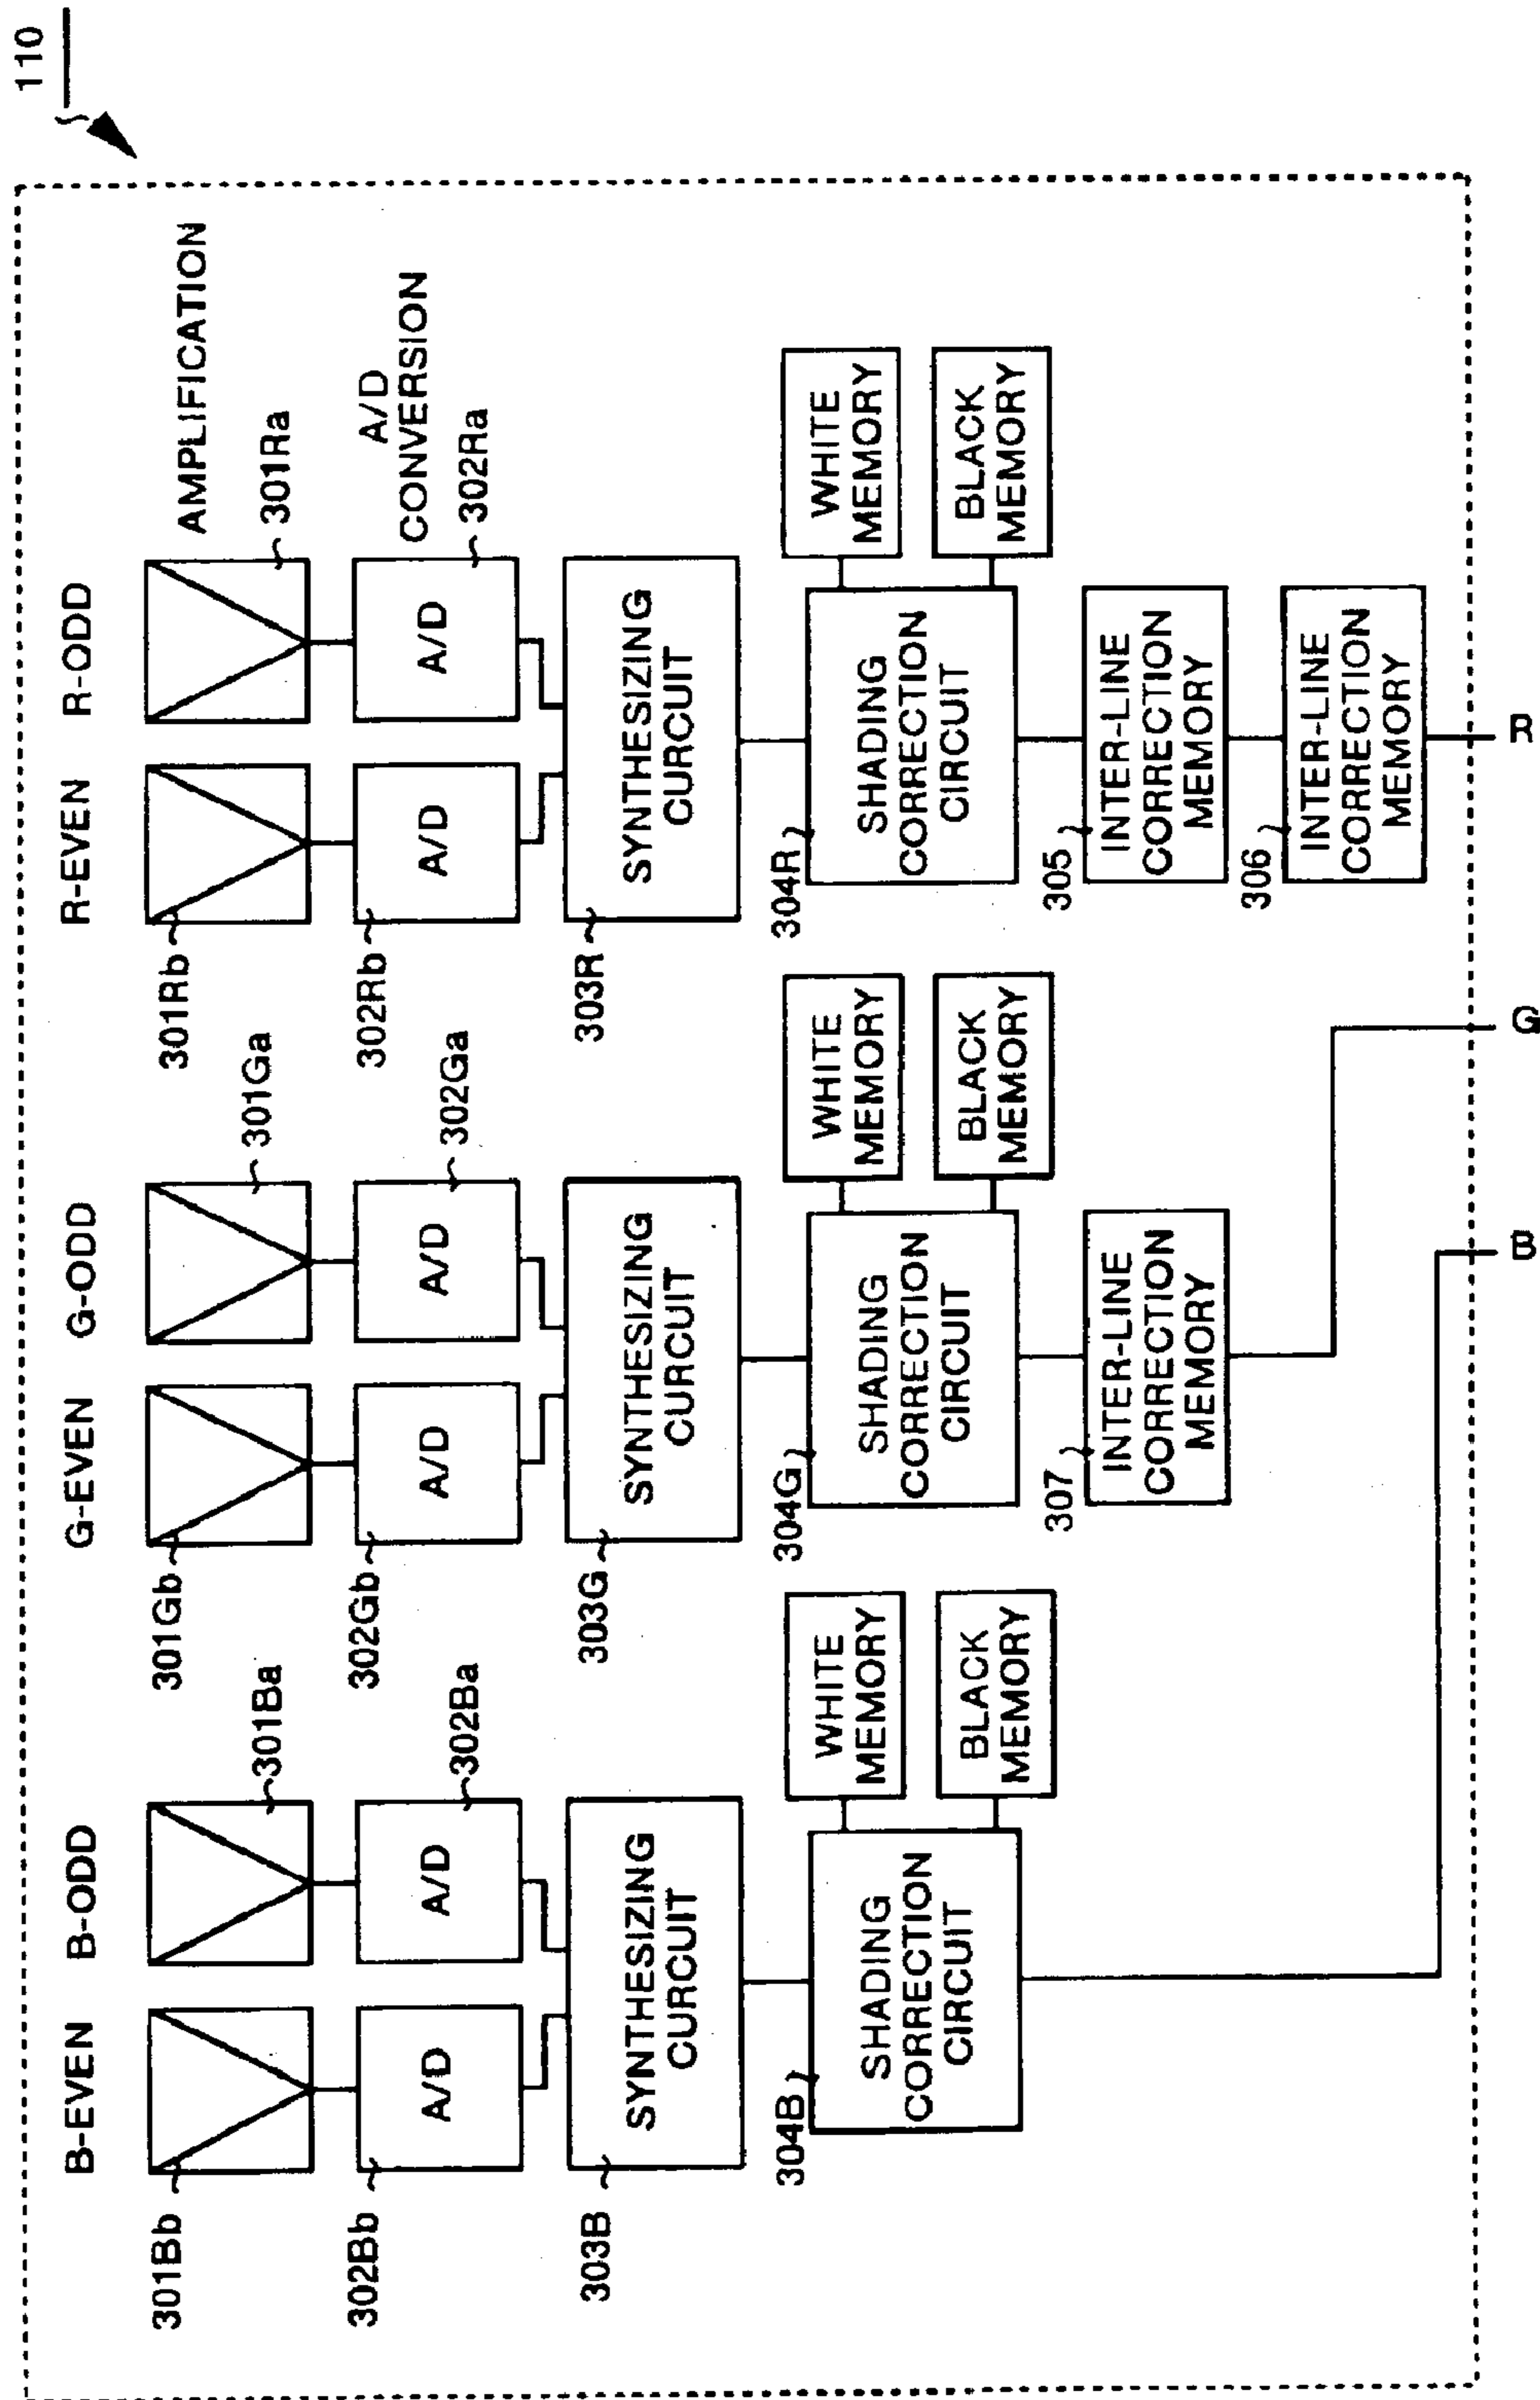 110
B-EVEN
B-ODD
G-EVEN
G-ODD
R-EVEN
R-ODD
AMPLIFICATION
301Bb
301Ba
301Gb
301Ga
301Rb
301Ra
A/D
CONVERSION
302Bb
A/D
A/D
302Ba
302Gb
A/D
A/D
302Ga
302Rb
A/D
A/D
302Ra
303B
SYNTHESIZING
CURCUIT
303G
SYNTHESIZING
CURCUIT
303R
SYNTHESIZING
CURCUIT
304B
SHADING
CORRECTION
CIRCUIT
WHITE
MEMORY
BLACK
MEMORY
304G
SHADING
CORRECTION
CIRCUIT
WHITE
MEMORY
BLACK
MEMORY
304R
SHADING
CORRECTION
CIRCUIT
WHITE
MEMORY
BLACK
MEMORY
307
INTER-LINE
CORRECTION
MEMORY
305
INTER-LINE
CORRECTION
MEMORY
306
INTER-LINE
CORRECTION
MEMORY
B
G
R